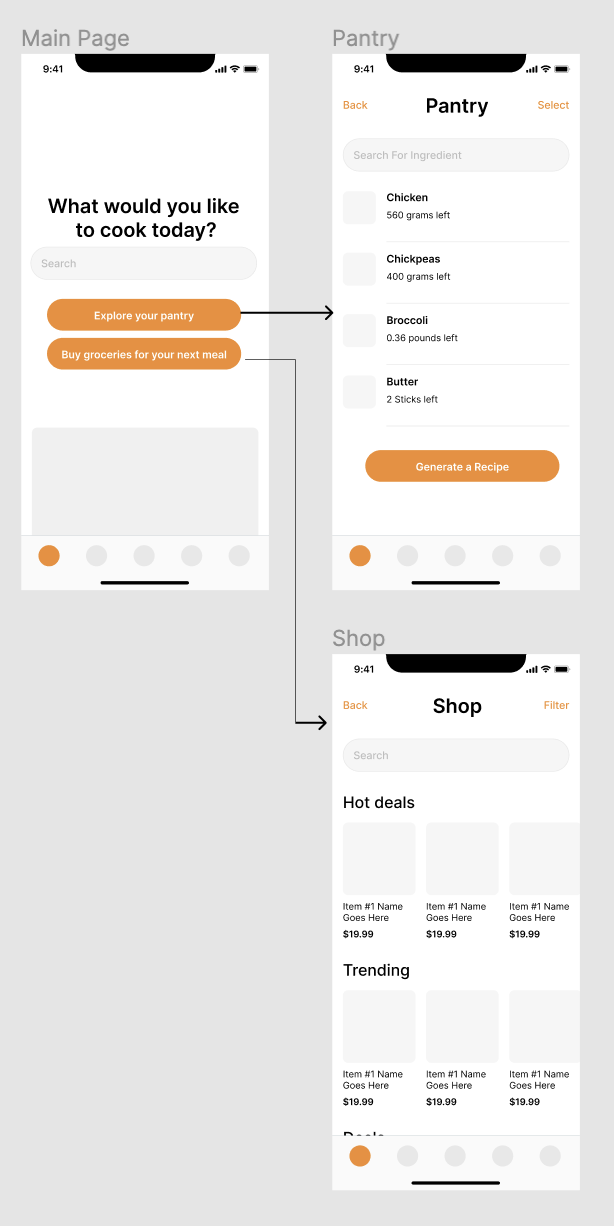 Main Page
9:41
What would you like
to cook today?
Search
Explore your pantry
Buy groceries for your next meal
Pantry
9:41
Back
Pantry
Select
Search For Ingredient
Chicken
560 grams left
Chickpeas
400 grams left
Broccoli
0.36 pounds left
Butter
2 Sticks left
Generate a Recipe
Shop
9:41
Back
Shop
Filter
Search
Hot deals
Item #1 Name
Goes Here
$19.99
Item #1 Name
Goes Here
$19.99
Item #1 Name
Goes Here
$19.99
Trending
Item #1 Name
Goes Here
$19.99
Item #1 Name
Goes Here
$19.99
Item #1 Name
Goes Here
$19.99